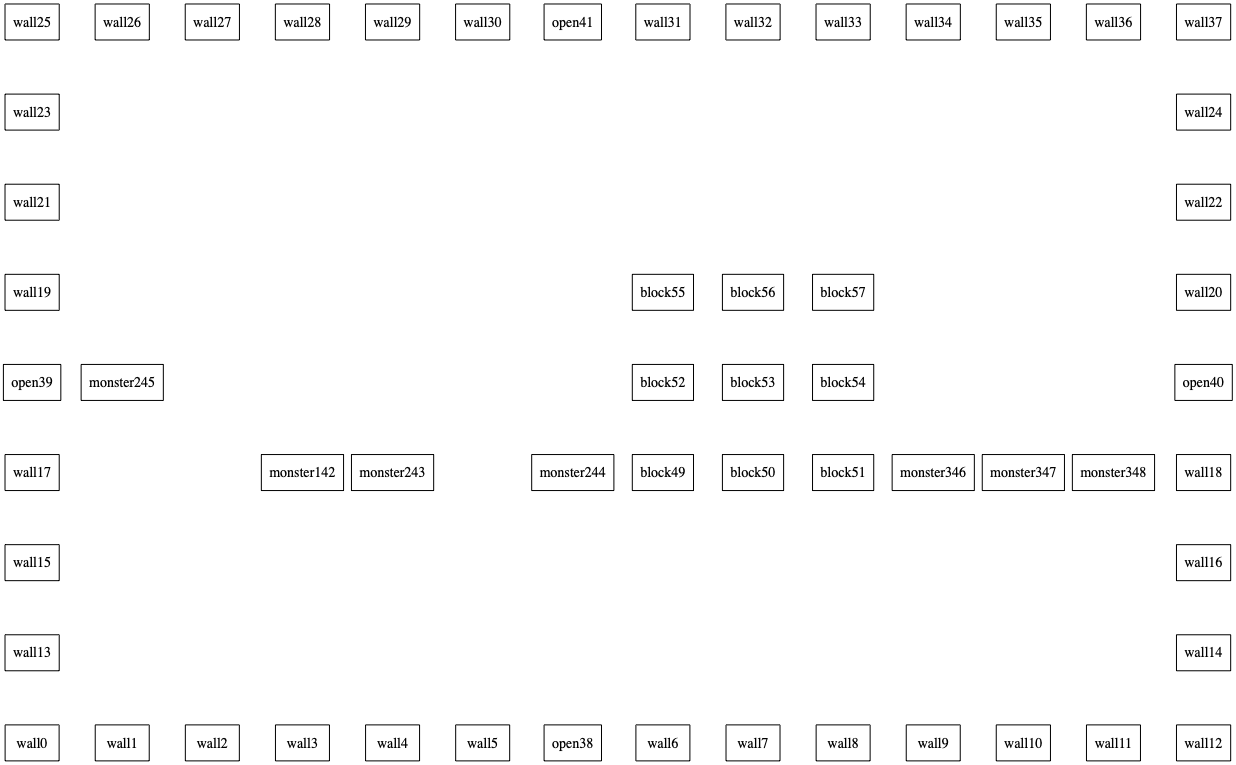 wall25 wall26 wall27 wall28 wall29 wall30 open41 wall31 wall32 wall33 wall34 wall35 wall36 wall37
wall23 wall24
wall21 wall22
wall19 block55 block56 block57 wall20
open39 monster245 block52 block53 block54 open40
wall17 monster142 monster243 monster244 block49 block50 block51 monster346 monster347 monster348 wall18
wall15 wall16
wall13 wall14
wall0 wall1 wall2 wall3 wall4 wall5 open38 wall6 wall7 wall8 wall9 wall10 wall11 wall12